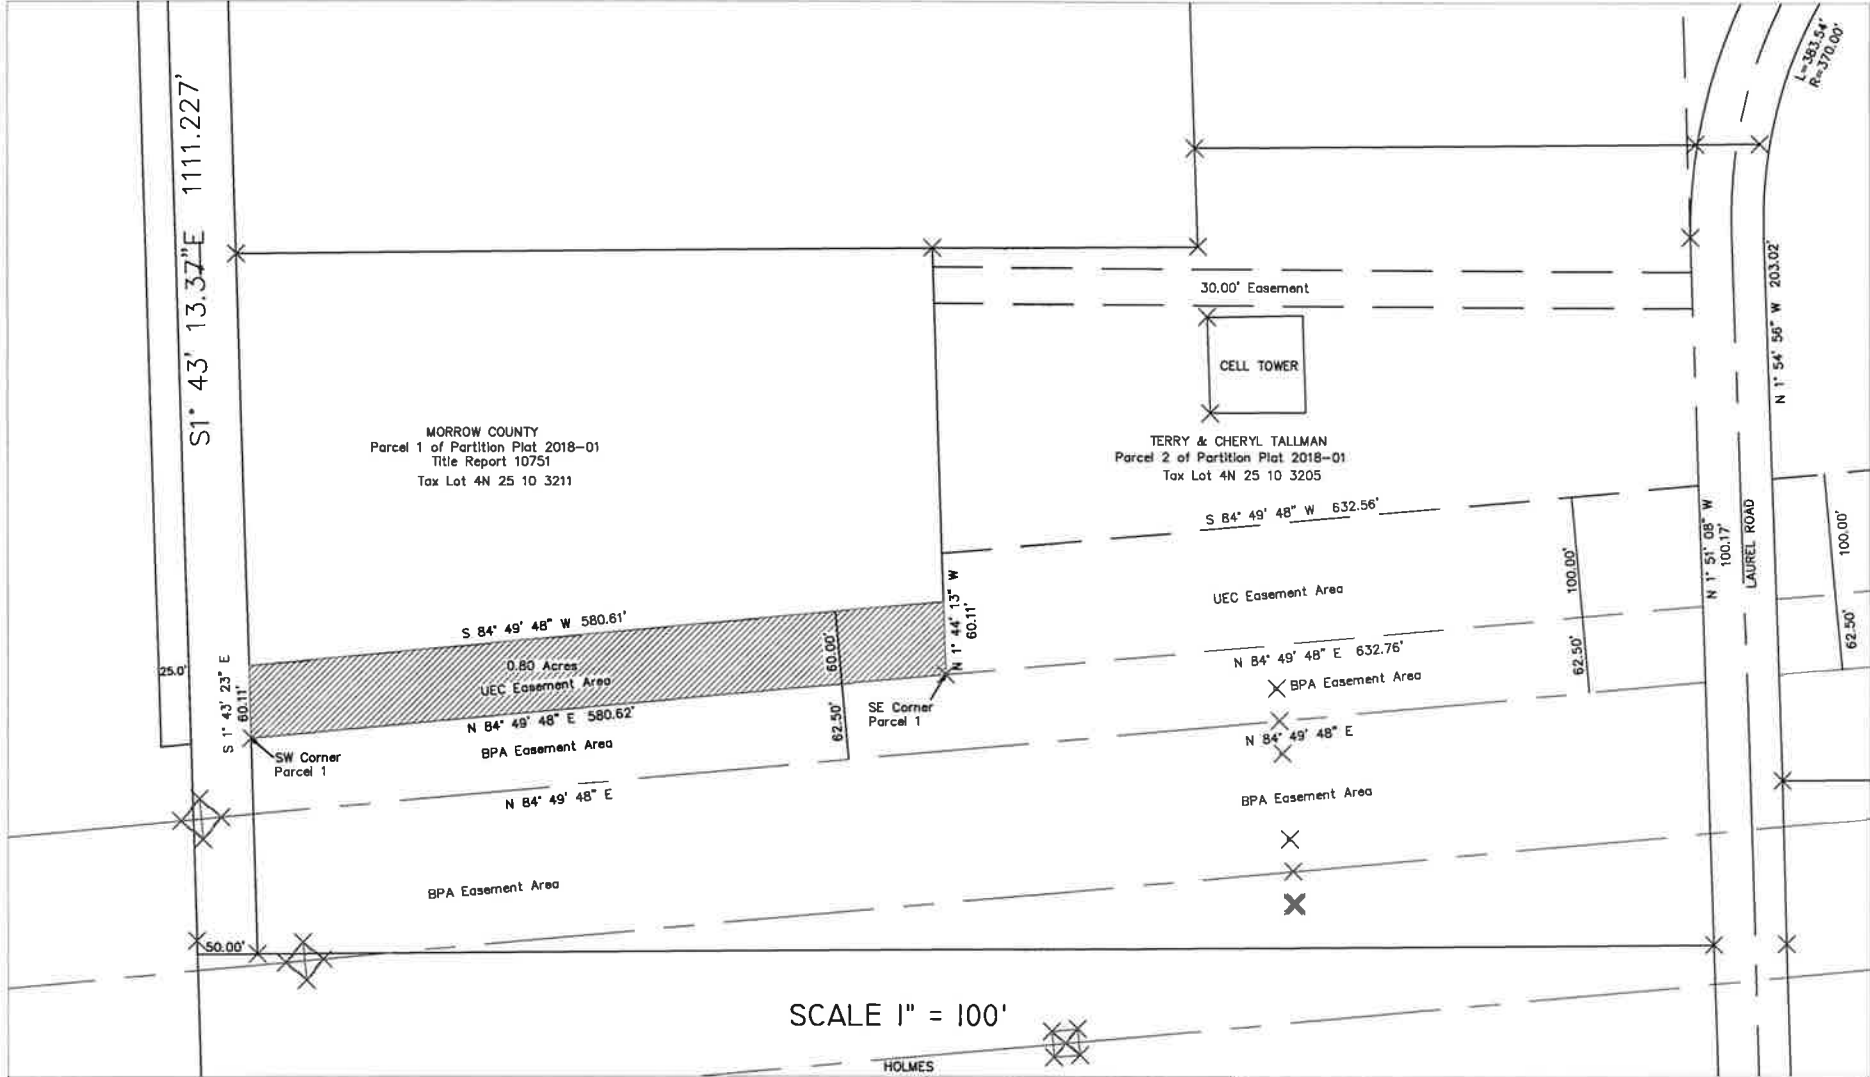 L=383.54'
R=370.00'
S1° 43' 13.37"E 1111.227'
30.00' Easement
N 1° 54' 56" W 203.02'
CELL TOWER
MORROW COUNTY
Parcel 1 of Partition Plat 2018-01
Title Report 10751
Tax Lot 4N 25 10 3211
TERRY & CHERYL TALLMAN
Parcel 2 of Partition Plat 2018-01
Tax Lot 4N 25 10 3205
S 84° 49' 48" W 632.56'
N 1° 51' 08" W
100.17'
LAUREL ROAD
100.00'
100.00'
UEC Easement Area
N 1° 44' 13" W
60.11'
S 84° 49' 48" W 580.61'
60.00'
62.50'
62.50'
N 84° 49' 48" E 632.76'
25.0'
0.80 Acres
UEC Easement Area
BPA Easement Area
S 1° 43' 23" E
60.11'
N 84° 49' 48" E 580.62'
62.50'
SE Corner
Parcel 1
N 84° 49' 48" E
BPA Easement Area
SW Corner
Parcel 1
N 84° 49' 48" E
BPA Easement Area
BPA Easement Area
50.00'
SCALE 1" = 100'
HOLMES